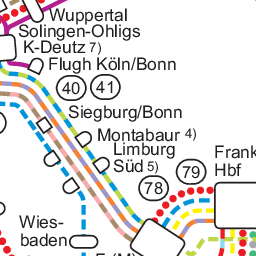 Wuppertal
Solingen-Ohligs
K-Deutz 7)
Flugh Köln/Bonn
40 41
Siegburg/Bonn
Montabaur 4)
Limburg
Süd 5)
79
78
Frank
Hbf
Wies-
baden